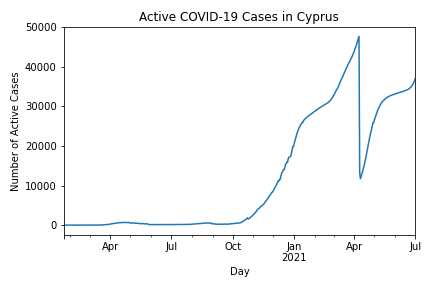 Active COVID-19 Cases in Cyprus
Number of Active Cases
50000
40000
30000
20000
10000
0
Apr
Jul
Oct
Jan
2021
Apr
Jul
Day